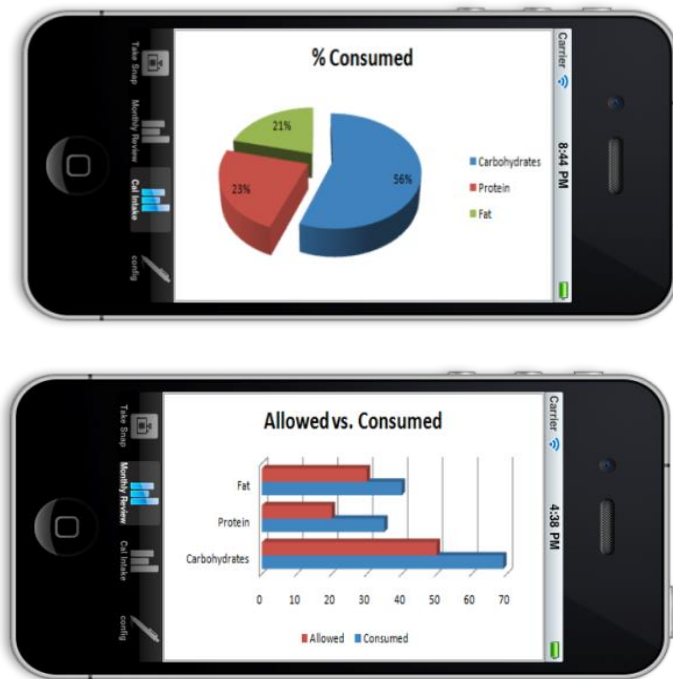 % Consumed
56%
23%
21%
Carbohydrates
Protein
Fat
Carrier
8:44 PM
Take Snap
Monthly Review
Cal Intake
config
Allowed vs. Consumed
Fat
Protein
Carbohydrates
0 10 20 30 40 50 60 70
Allowed Consumed
Carrier
4:38 PM
Take Snap
Monthly Review
Cal Intake
config